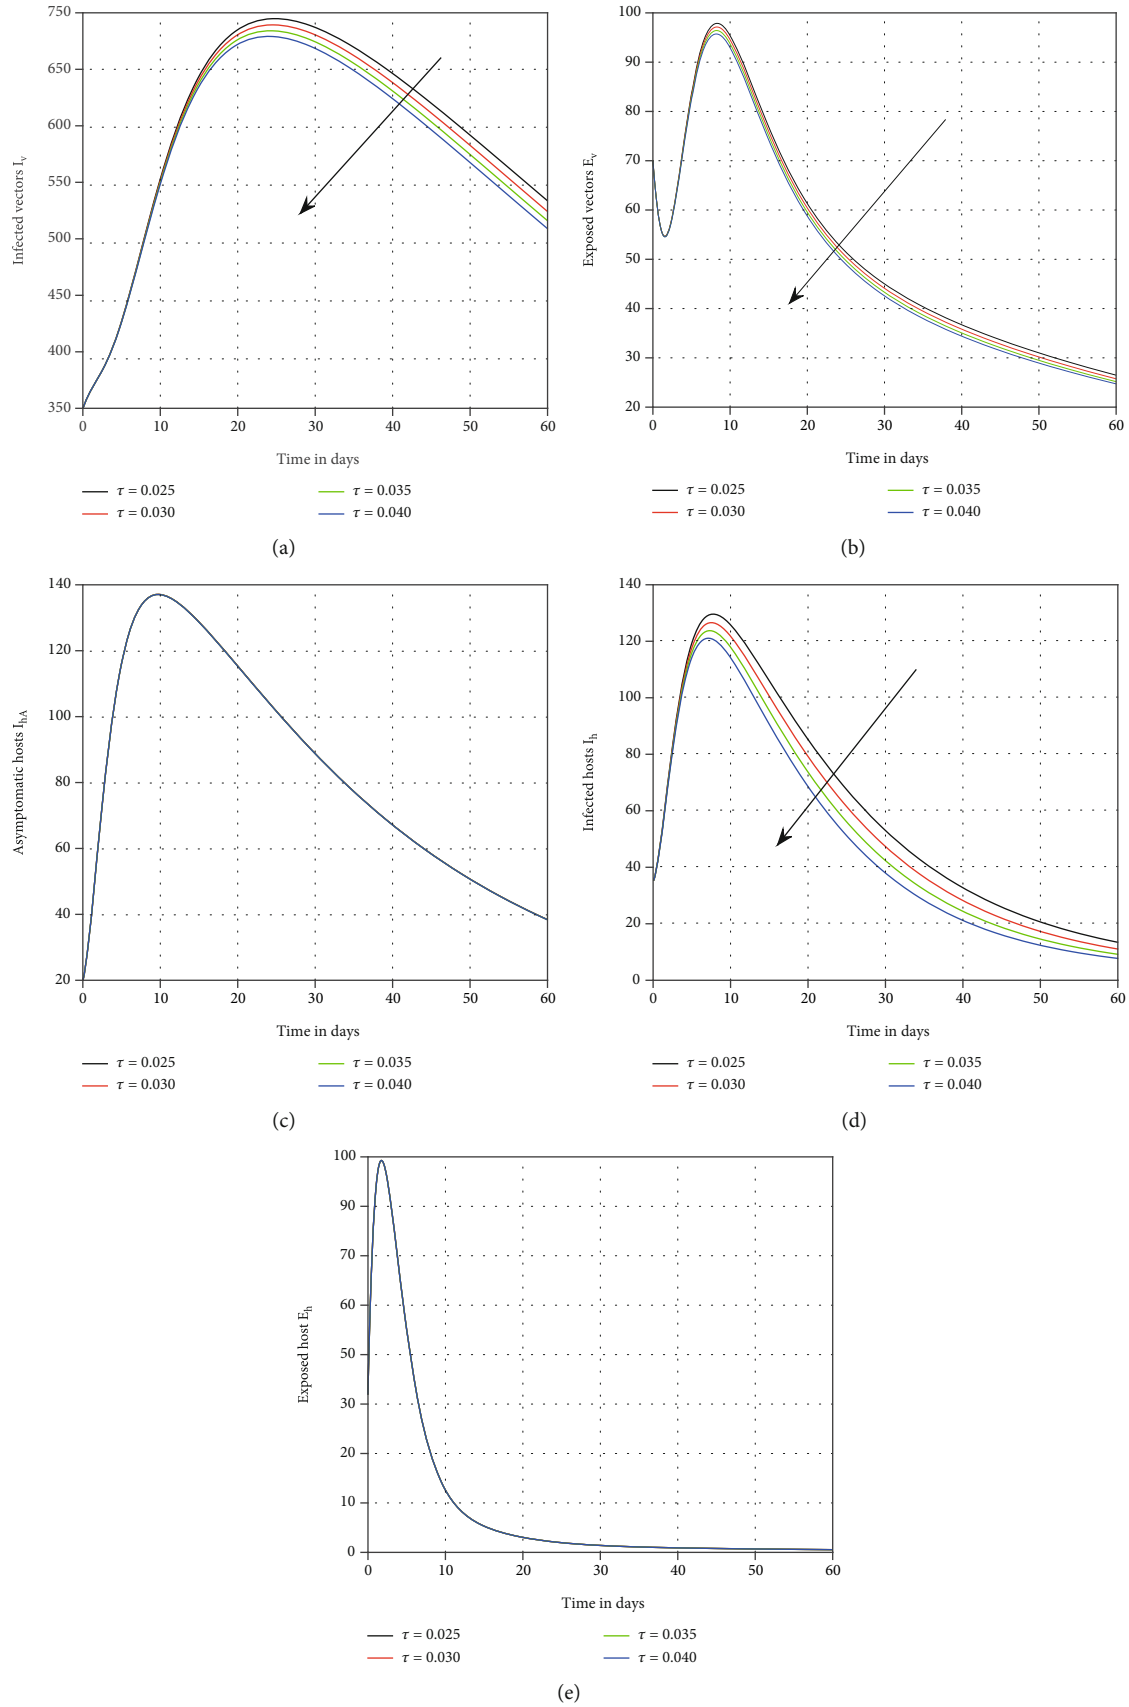 750
650
600
550
500
450
400
350
0
10
20
30
40
50
60
Infected vectors I_v
Time in days
τ = 0.025
τ = 0.035
τ = 0.030
τ = 0.040
(a)
100
90
80
70
60
50
40
30
20
0
10
20
30
40
50
60
Exposed vectors E_v
Time in days
τ = 0.025
τ = 0.035
τ = 0.030
τ = 0.040
(b)
140
120
100
80
60
40
20
0
10
20
30
40
50
60
Asymptomatic hosts I_hA
Time in days
τ = 0.025
τ = 0.035
τ = 0.030
τ = 0.040
(c)
140
120
100
80
60
40
20
0
0
10
20
30
40
50
60
Infected hosts I_h
Time in days
τ = 0.025
τ = 0.035
τ = 0.030
τ = 0.040
(d)
100
90
70
60
50
30
20
10
0
0
10
20
30
40
50
60
Exposed host E_h
Time in days
τ = 0.025
τ = 0.035
τ = 0.030
τ = 0.040
(e)